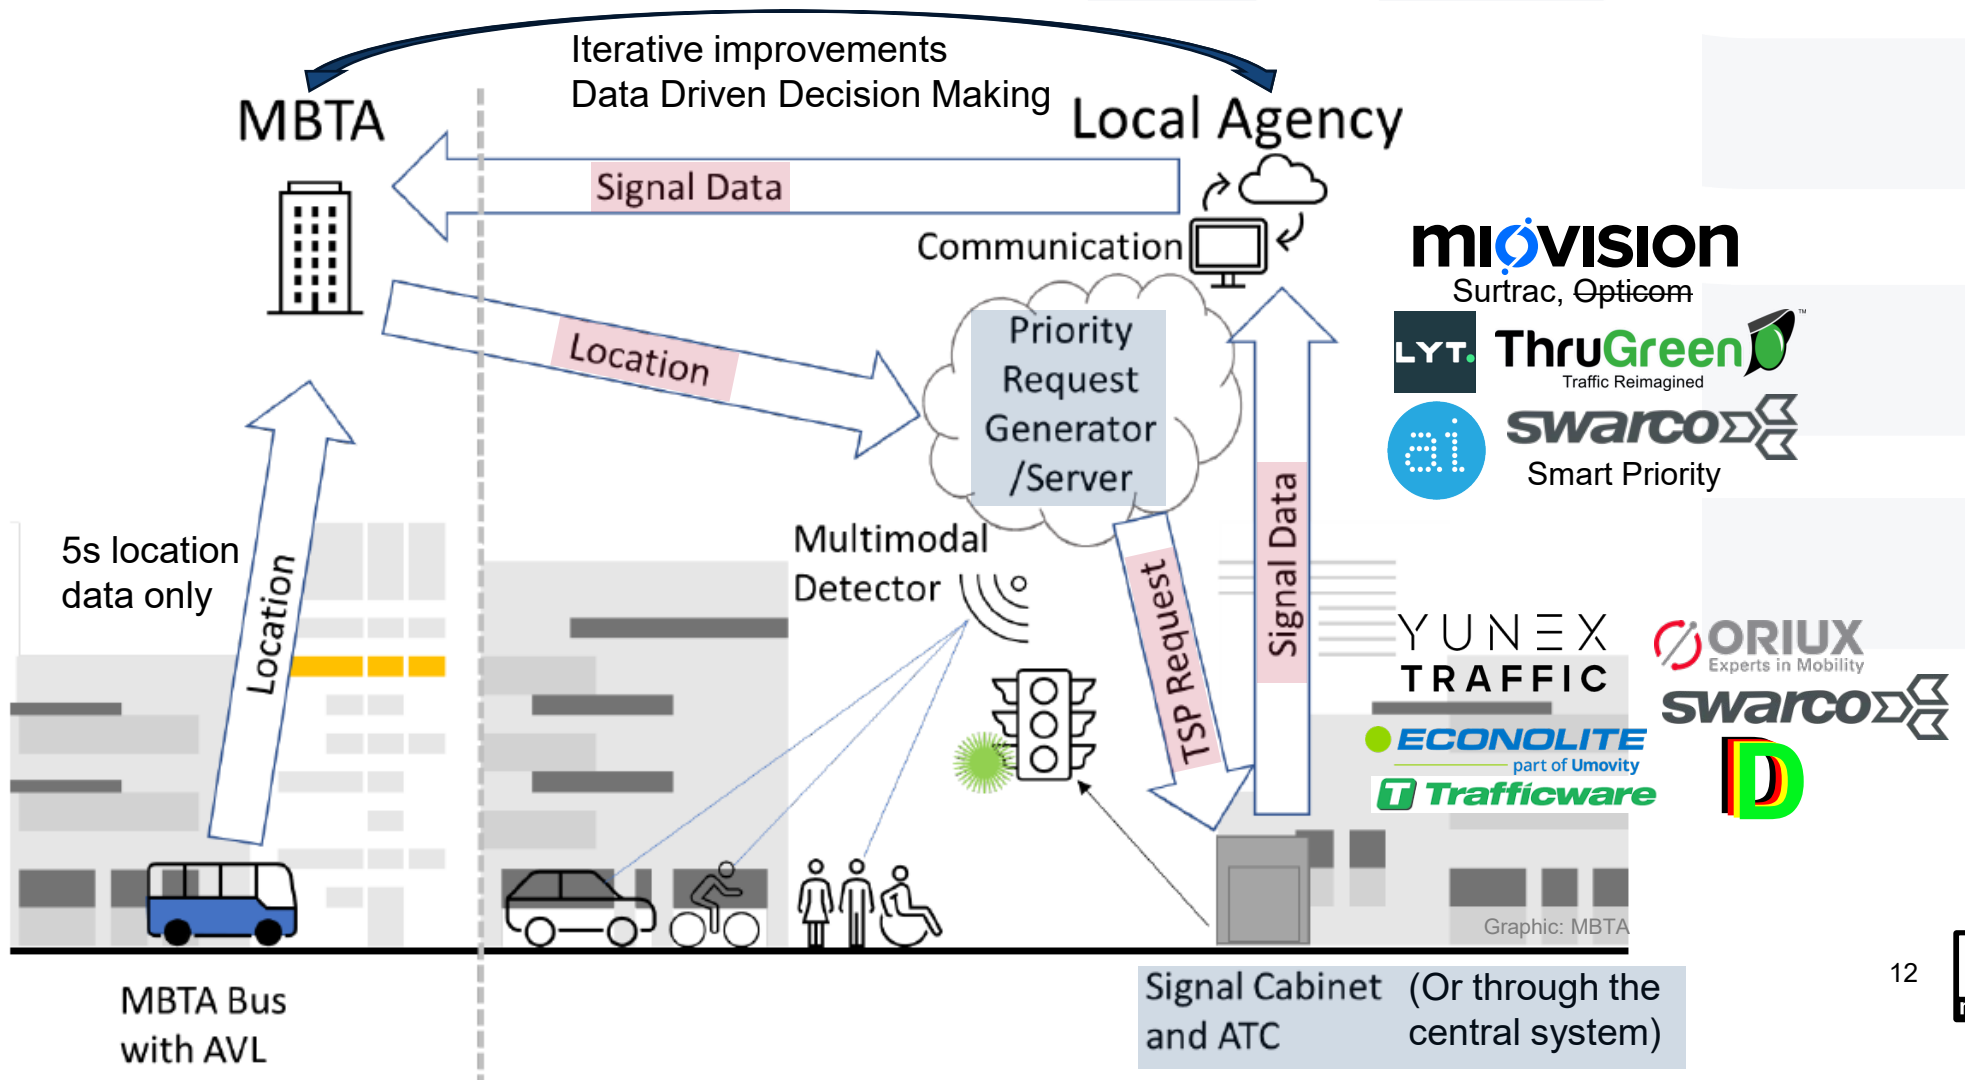 Iterative improvements
Data Driven Decision Making
MBTA
Local Agency
Signal Data
Communication
Location
Priority
Request
Generator
/Server
miovision
Surtrac, Opticom
LYT.
ThruGreen™
Traffic Reimagined
ai
swarco
Smart Priority
5s location
data only
Location
Multimodal
Detector
TSP Request
Signal Data
YUNEX
TRAFFIC
ORIUX
Experts in Mobility
swarco
ECONOLITE
part of Umovity
T Trafficware
D
Graphic: MBTA
MBTA Bus
with AVL
Signal Cabinet
and ATC
(Or through the
central system)
12